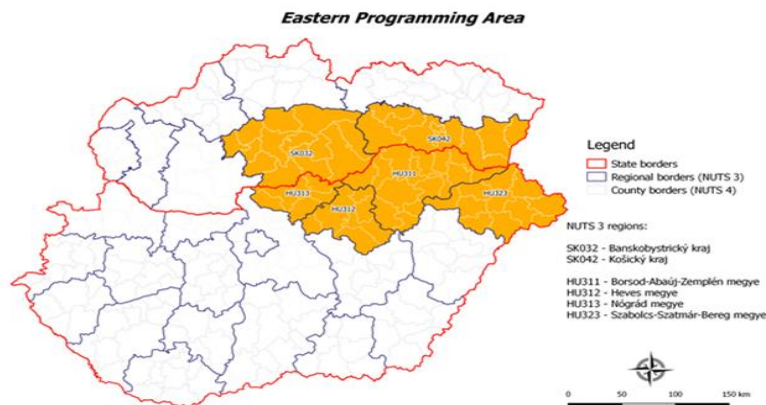 Eastern Programming Area
SK032
SK042
HU311
HU313
HU312
HU323
Legend
State borders
Regional borders (NUTS 3)
County borders (NUTS 4)
NUTS 3 regions:
SK032 - Banskobystrický kraj
SK042 - Košický kraj
HU311 - Borsod-Abaúj-Zemplén megye
HU312 - Heves megye
HU313 - Nógrád megye
HU323 - Szabolcs-Szatmár-Bereg megye
0 50 100 150 km